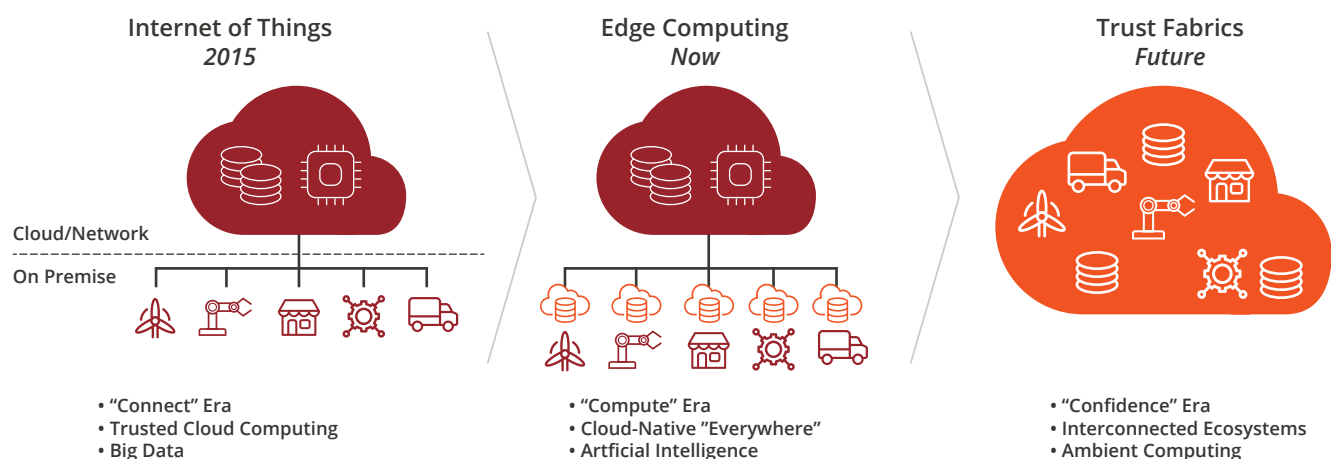 Internet of Things
2015
Edge Computing
Now
Trust Fabrics
Future
Cloud/Network
On Premise
• “Connect” Era
• Trusted Cloud Computing
• Big Data
• “Compute” Era
• Cloud-Native ”Everywhere”
• Artficial Intelligence
• “Confidence” Era
• Interconnected Ecosystems
• Ambient Computing